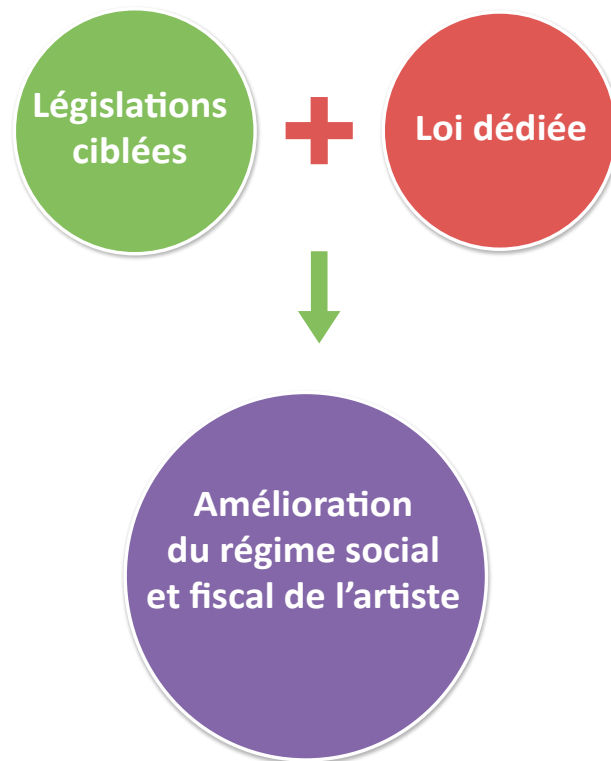 Législations
ciblées
+
Loi dédiée
Amélioration
du régime social
et fiscal de l’artiste